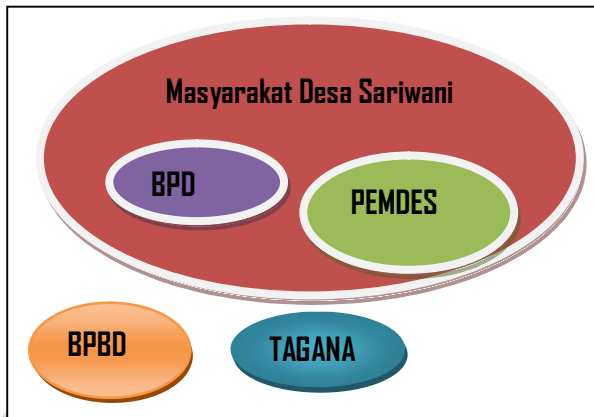 Masyarakat Desa Sariwani
BPD
PEMDES
BPBD
TAGANA